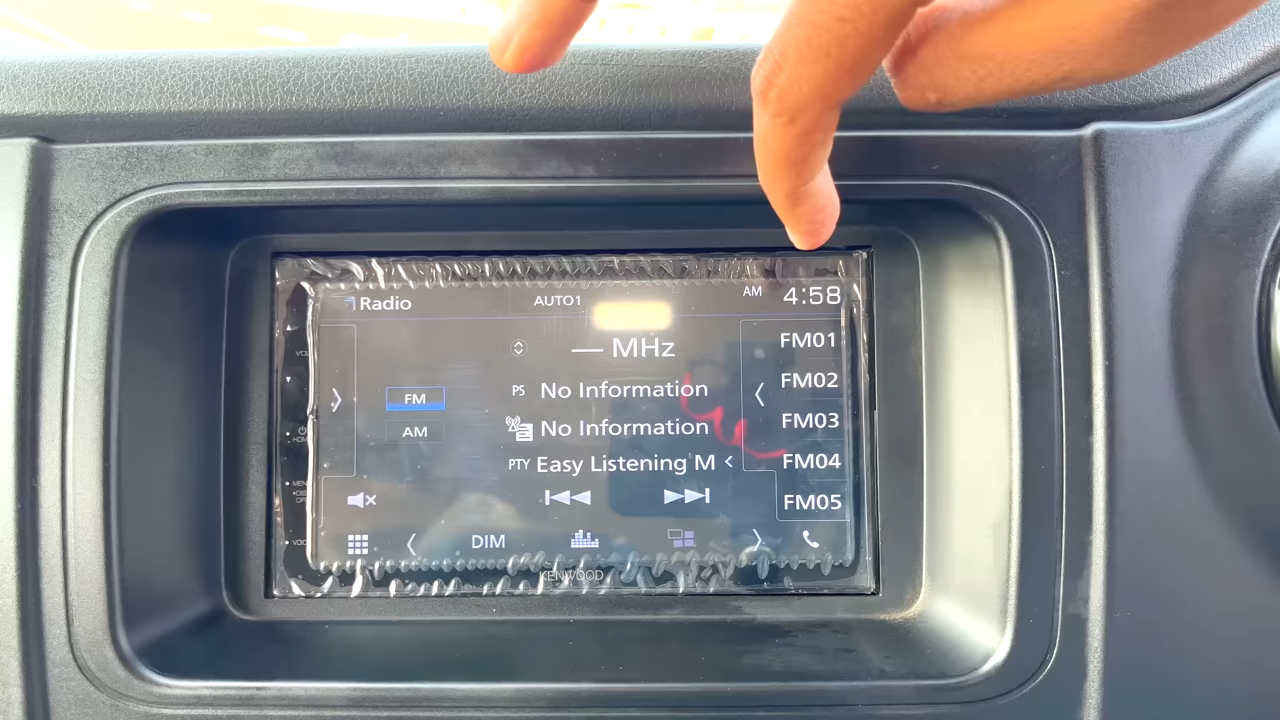 Radio
AUTO1
AM 4:58
— MHz
PS No Information
No Information
PTY Easy Listening M <
FM
AM
FM01
FM02
FM03
FM04
FM05
DIM
KENWOOD